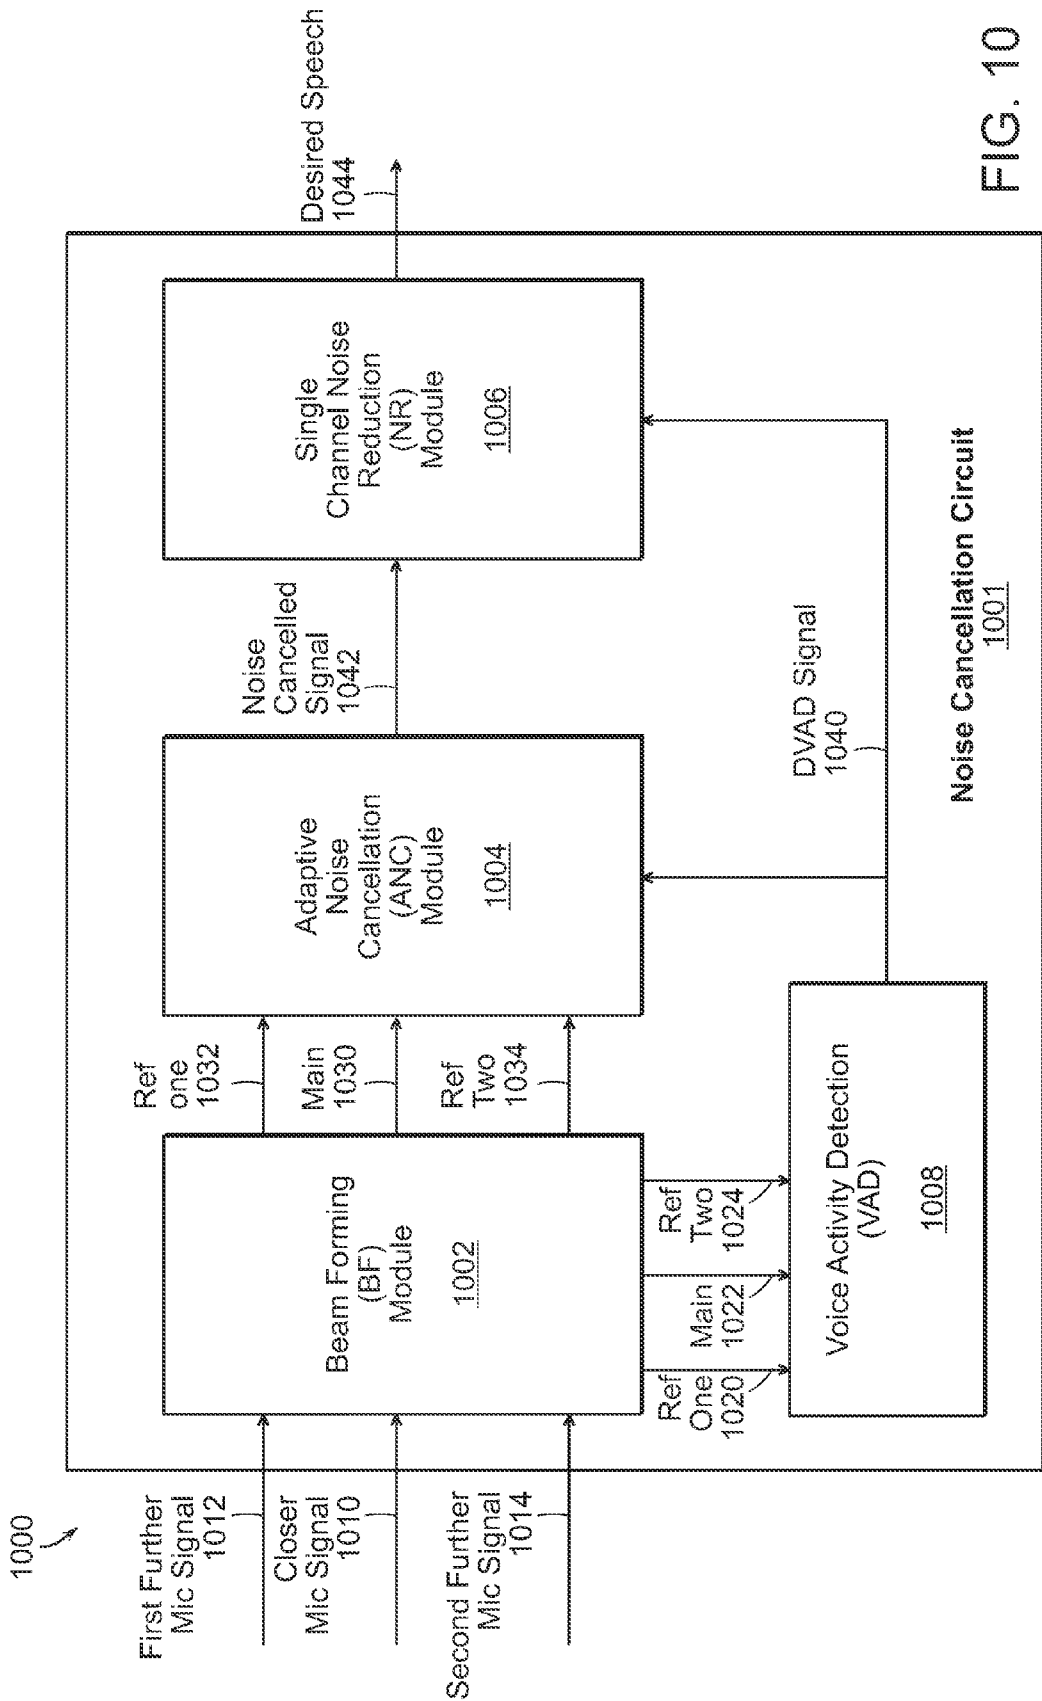 1000
First Further
Mic Signal
1012
Closer
Mic Signal
1010
Second Further
Mic Signal
1014
Beam Forming
(BF)
Module
1002
Ref
One
1020
Main
1022
Ref
Two
1024
Ref
one
1032
Main
1030
Ref
Two
1034
Voice Activity Detection
(VAD)
1008
Adaptive
Noise
Cancellation
(ANC)
Module
1004
Noise
Cancelled
Signal
1042
DVAD Signal
1040
Single
Channel Noise
Reduction
(NR)
Module
1006
Desired Speech
1044
Noise Cancellation Circuit
1001
FIG. 10